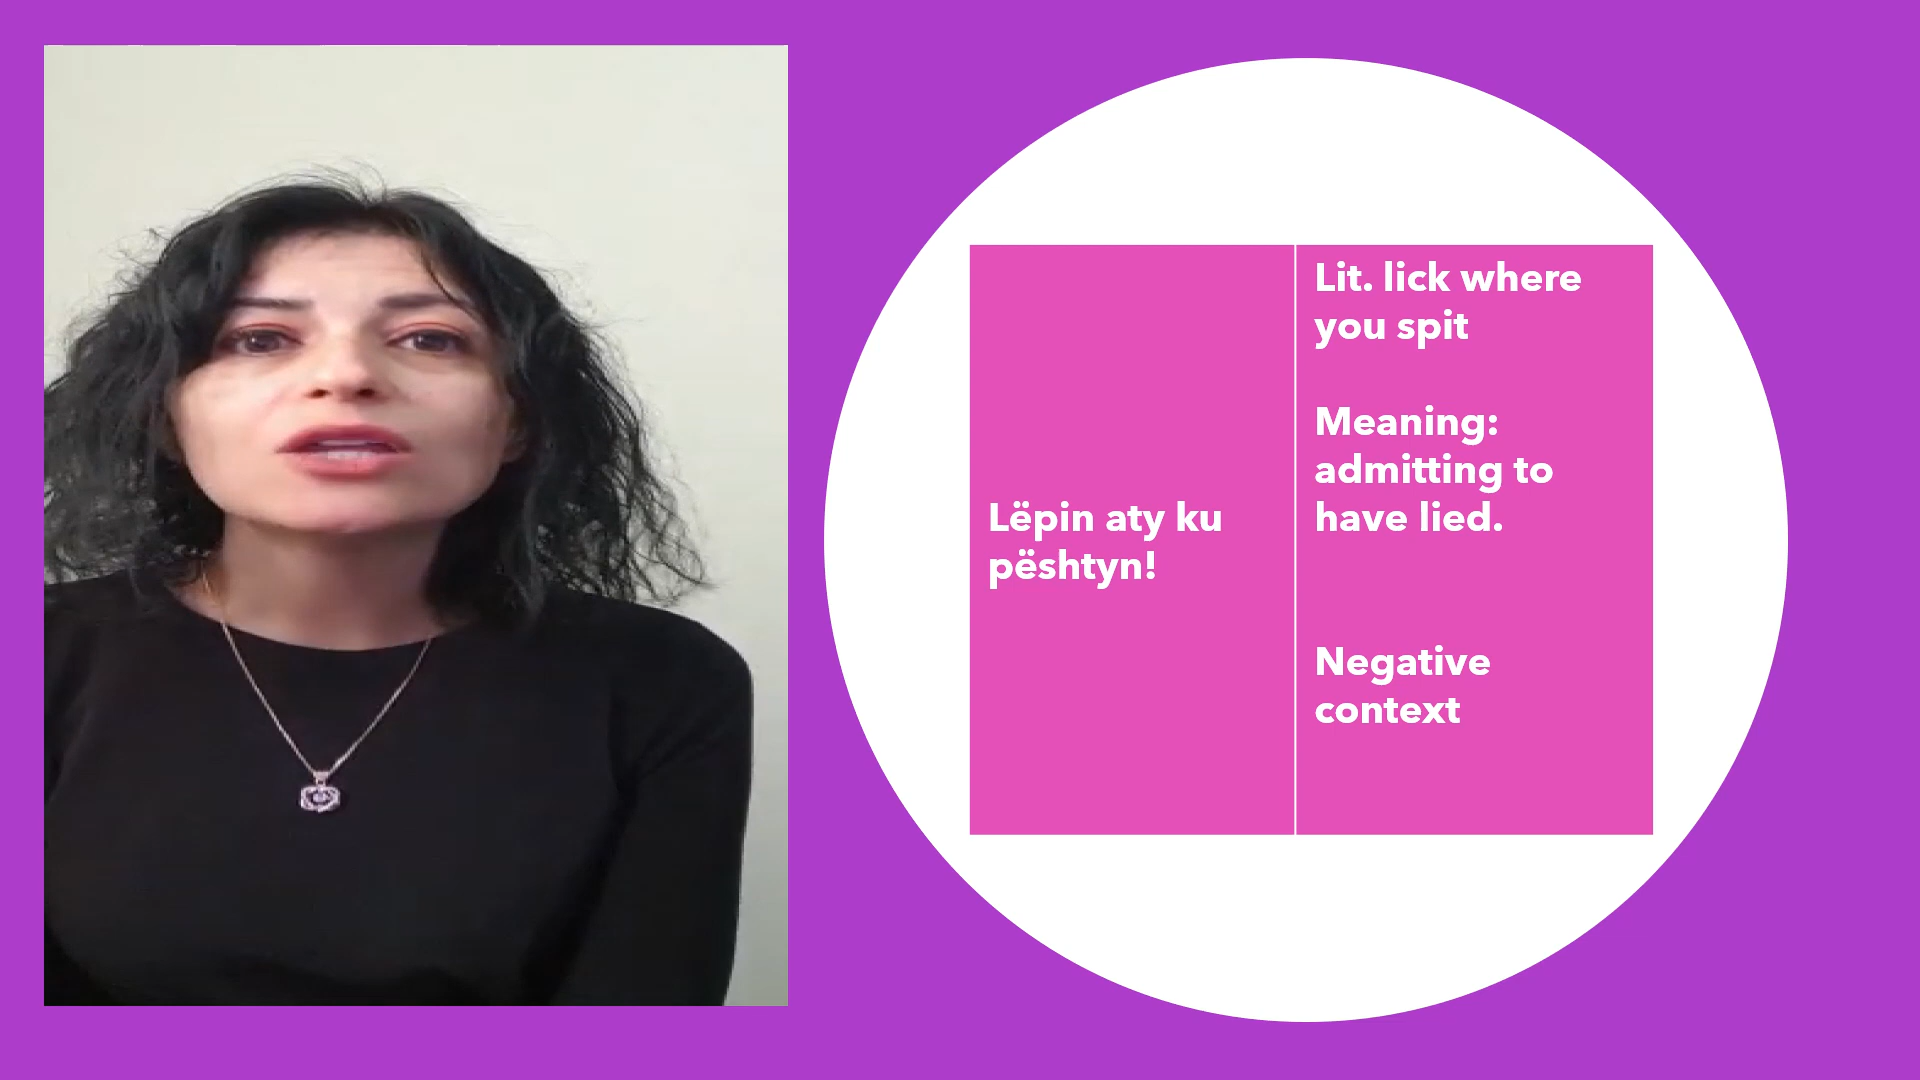 Lëpin aty ku
pështyn!
Lit. lick where
you spit
Meaning:
admitting to
have lied.
Negative
context